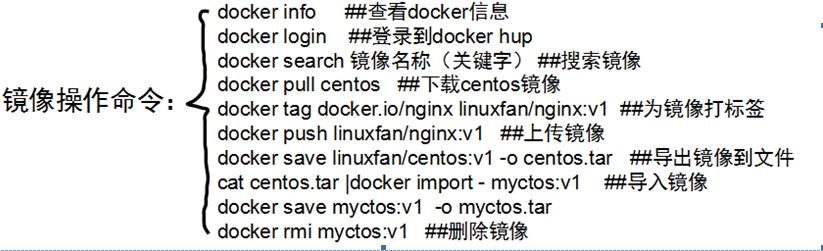 镜像操作命令：
docker info ##查看docker信息
docker login ##登录到docker hup
docker search 镜像名称（关键字） ##搜索镜像
docker pull centos ##下载centos镜像
docker tag docker.io/nginx linuxfan/nginx:v1 ##为镜像打标签
docker push linuxfan/nginx:v1 ##上传镜像
docker save linuxfan/centos:v1 -o centos.tar ##导出镜像到文件
cat centos.tar |docker import - myctos:v1 ##导入镜像
docker save myctos:v1 -o myctos.tar
docker rmi myctos:v1 ##删除镜像